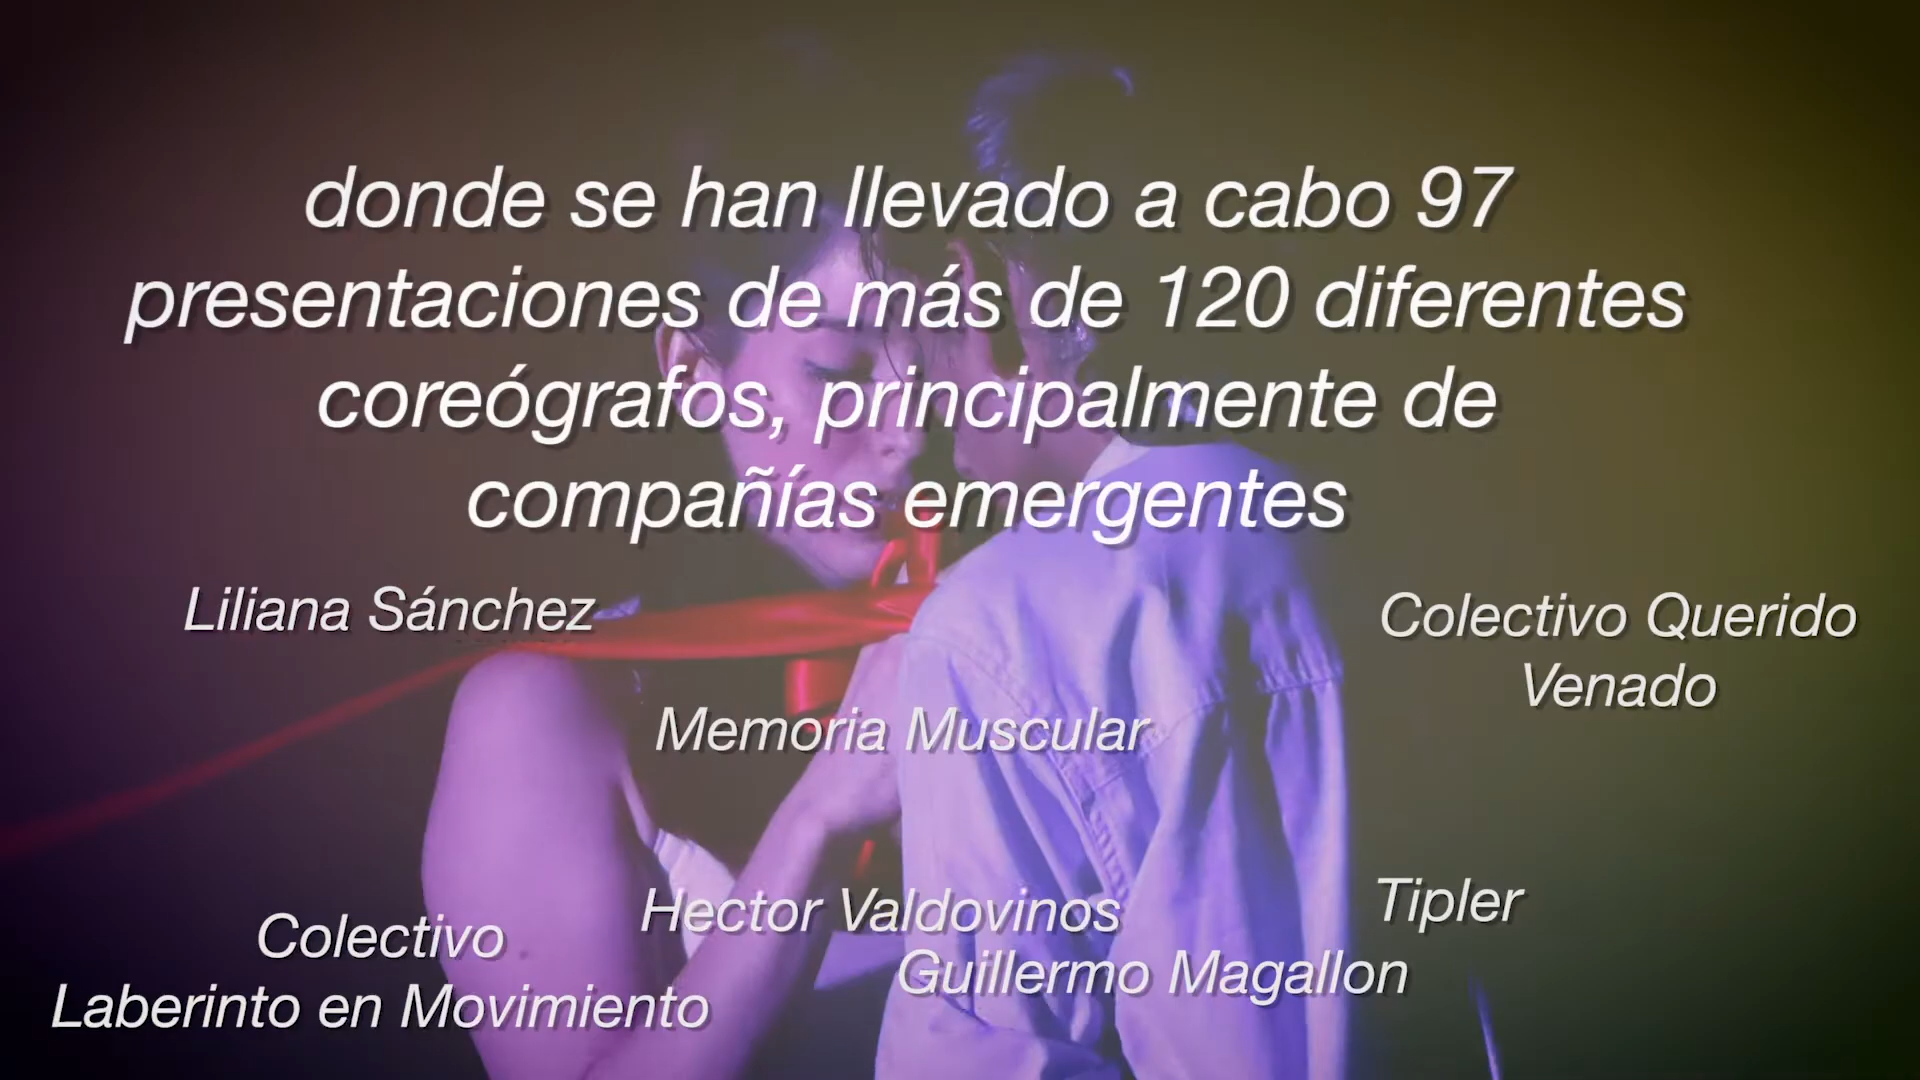 donde se han llevado a cabo 97
presentaciones de más de 120 diferentes
coreógrafos, principalmente de
compañías emergentes
Liliana Sánchez
Colectivo Querido
Venado
Memoria Muscular
Hector Valdovinos
Tipler
Colectivo
Laberinto en Movimiento
Guillermo Magallon